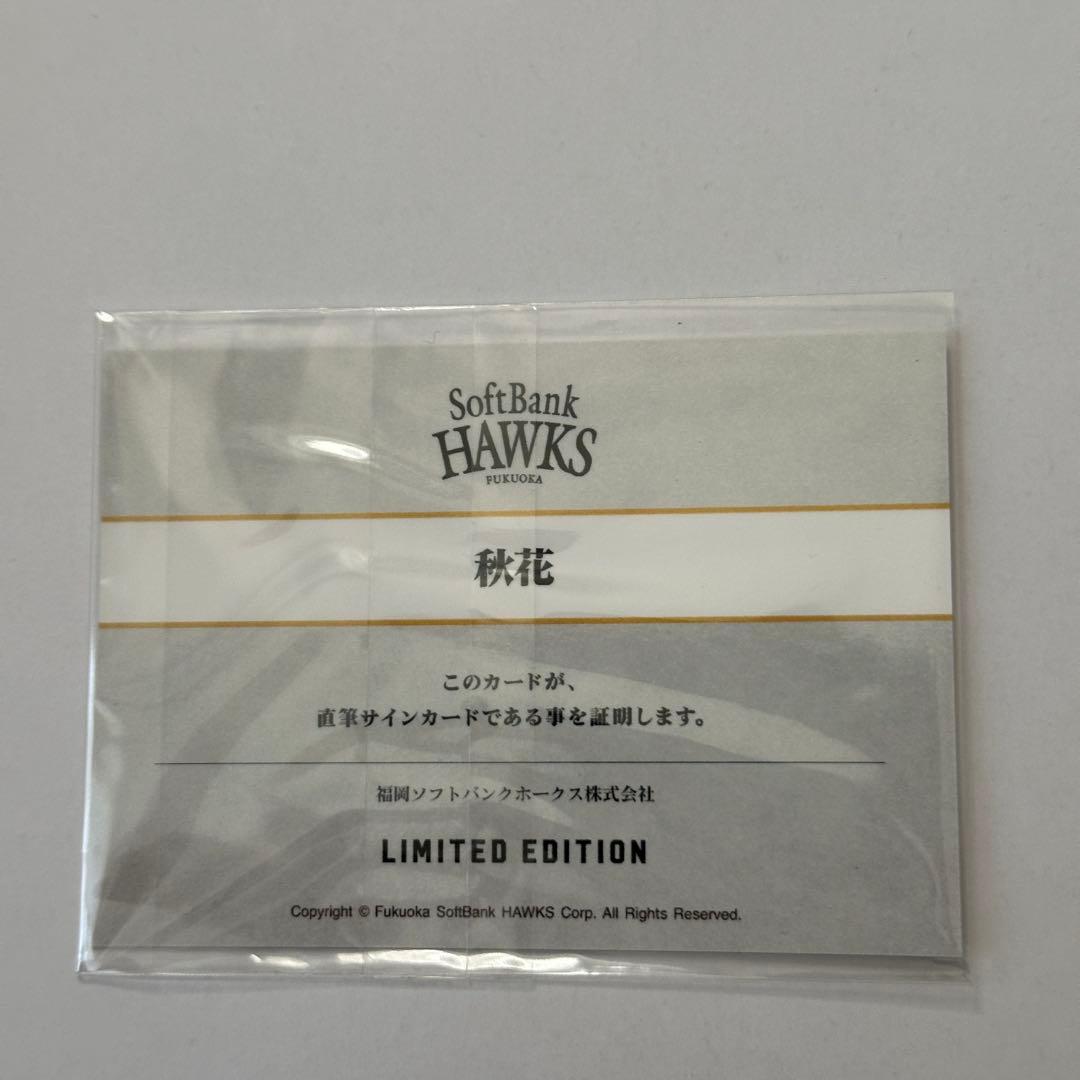 SoftBank
HAWKS
FUKUOKA
秋花
このカードが、
直筆サインカードである事を証明します。
福岡ソフトバンクホークス株式会社
LIMITED EDITION
Copyright © Fukuoka SoftBank HAWKS Corp. All Rights Reserved.